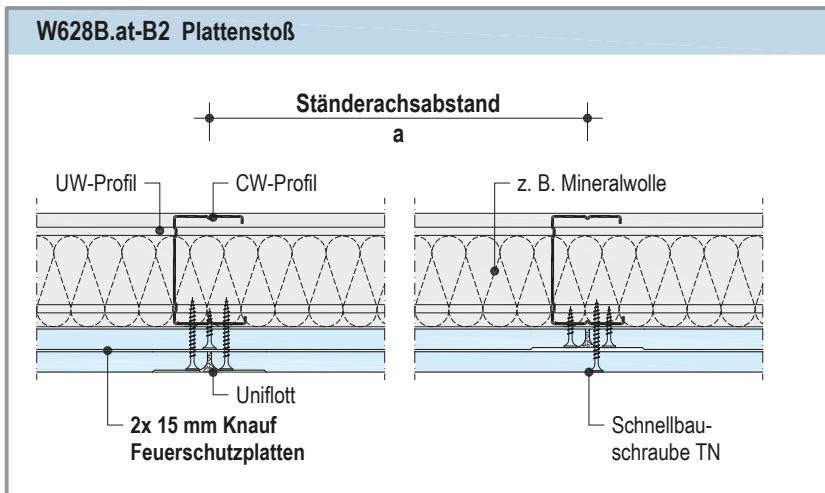 W628B.at-B2 Plattenstoß
Ständerachsabstand
a
UW-Profil
CW-Profil
z. B. Mineralwolle
Uniflott
2x 15 mm Knauf
Feuerschutzplatten
Schnellbau-
schraube TN